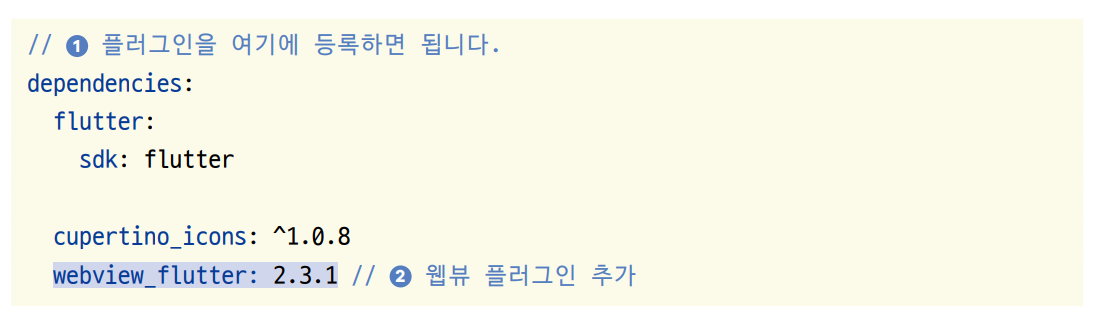 // ❶ 플러그인을 여기에 등록하면 됩니다.
dependencies:
  flutter:
    sdk: flutter

  cupertino_icons: ^1.0.8
  webview_flutter: 2.3.1 // ❷ 웹뷰 플러그인 추가